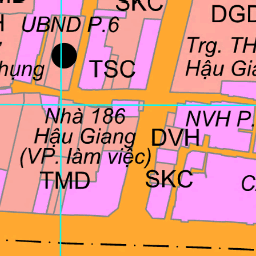 SKC
DGD
UBND P.6
Trg. TH
Hậu Gia
TSC
Nhà 186
Hậu Giang
(VP. làm việc)
TMD
NVH P.
DVH
SKC